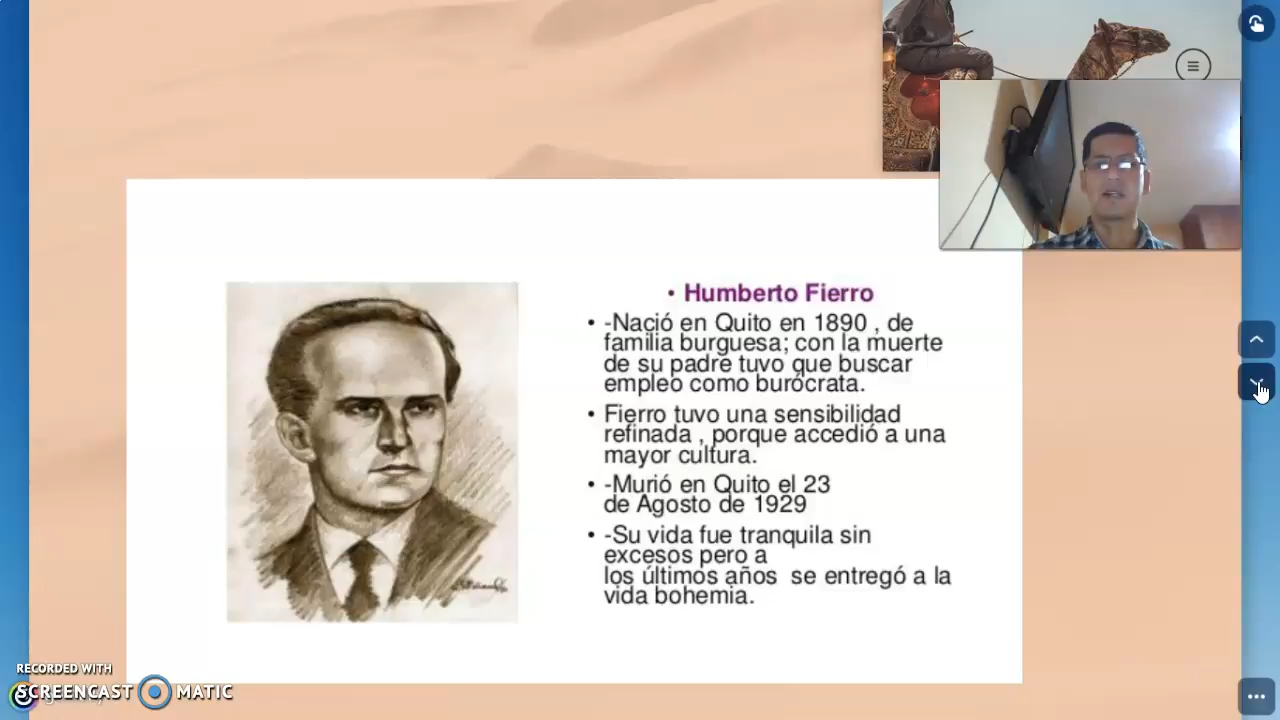 • Humberto Fierro
• -Nació en Quito en 1890 , de
familia burguesa; con la muerte
de su padre tuvo que buscar
empleo como burócrata.
• Fierro tuvo una sensibilidad
refinada , porque accedió a una
mayor cultura.
• -Murió en Quito el 23
de Agosto de 1929
• -Su vida fue tranquila sin
excesos pero a
los últimos años  se entregó a la
vida bohemia.
RECORDED WITH
SCREENCAST MATIC